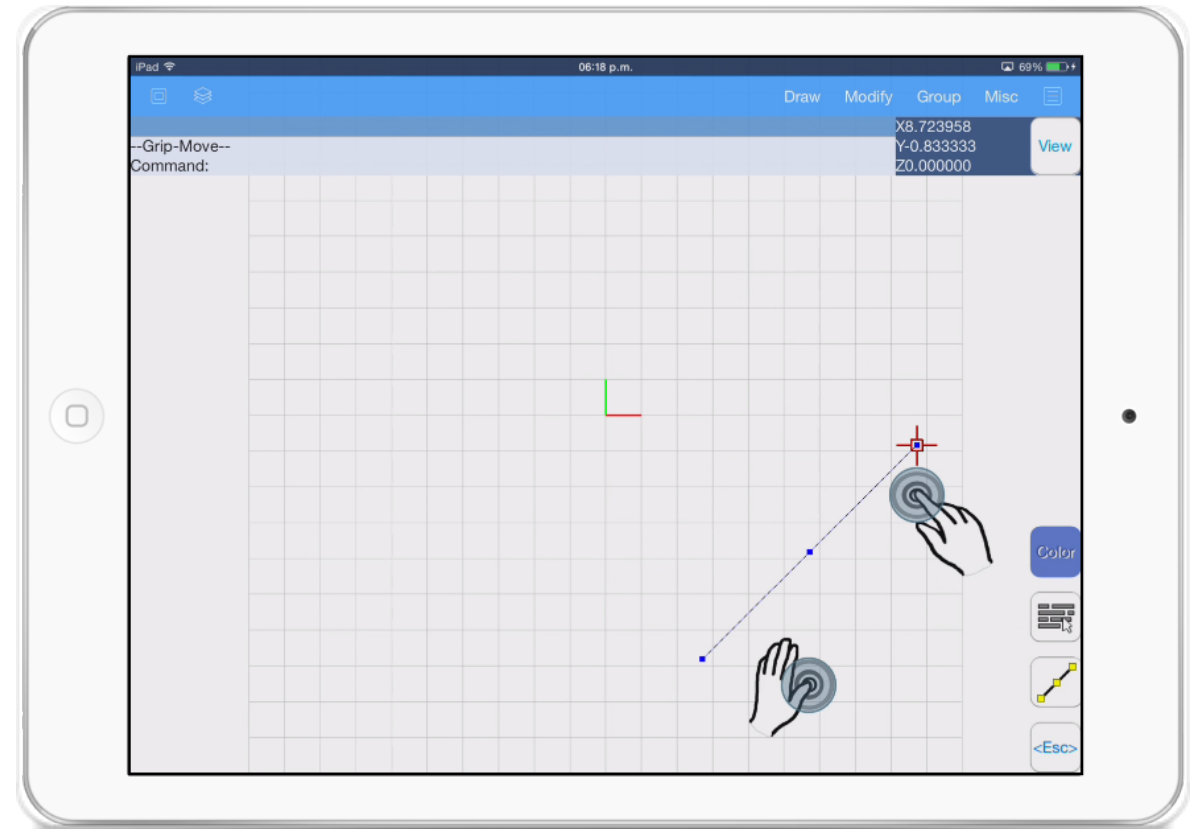 iPad 06:18 p.m. 69%
Draw Modify Group Misc
X8.723958
--Grip-Move-- Y-0.833333 View
Command: Z0.000000
Color
<Esc>